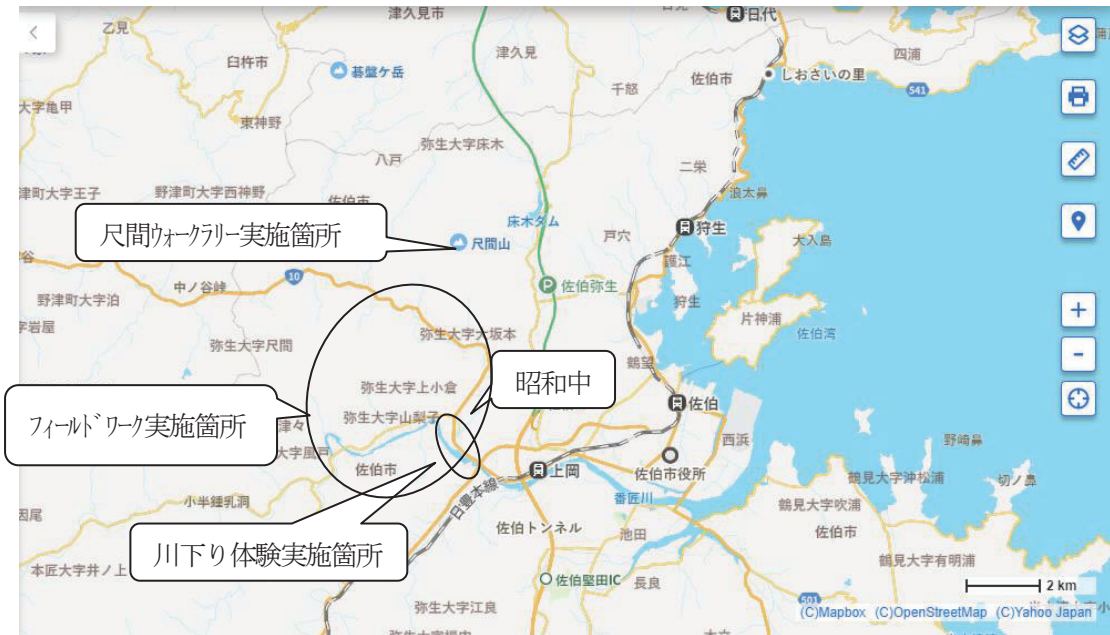 津久見市
日代
乙見
臼杵市
碁盤ケ岳
津久見
四浦
佐伯市
しおさいの里
千怒
541
大字亀甲
東神野
弥生大字床木
八戸
二栄
津町大字王子
野津町大字西神野
浪太鼻
床木ダム
尺間ウォークラリー実施箇所
尺間山
戸穴
狩生
大入島
護江
10
中ノ谷峠
佐伯弥生
野津町大字泊
狩生
片神浦
佐伯湾
字岩屋
弥生大字尺間
弥生大字大坂本
鶴望
昭和中
弥生大字上小倉
佐伯
フィールドワーク実施箇所
弥生大字山梨子
津々
大字風戸
西浜
野崎鼻
佐伯市
上岡
佐伯市役所
鶴見大字沖松浦
切ノ鼻
小半鍾乳洞
日豊本線
番匠川
鶴見大字吹浦
因尾
佐伯トンネル
池田
佐伯市
川下り体験実施箇所
鶴見大字有明浦
本匠大字井ノ上
佐伯堅田IC
長良
2 km
弥生大字江良
501
(C)Mapbox (C)OpenStreetMap (C)Yahoo Japan